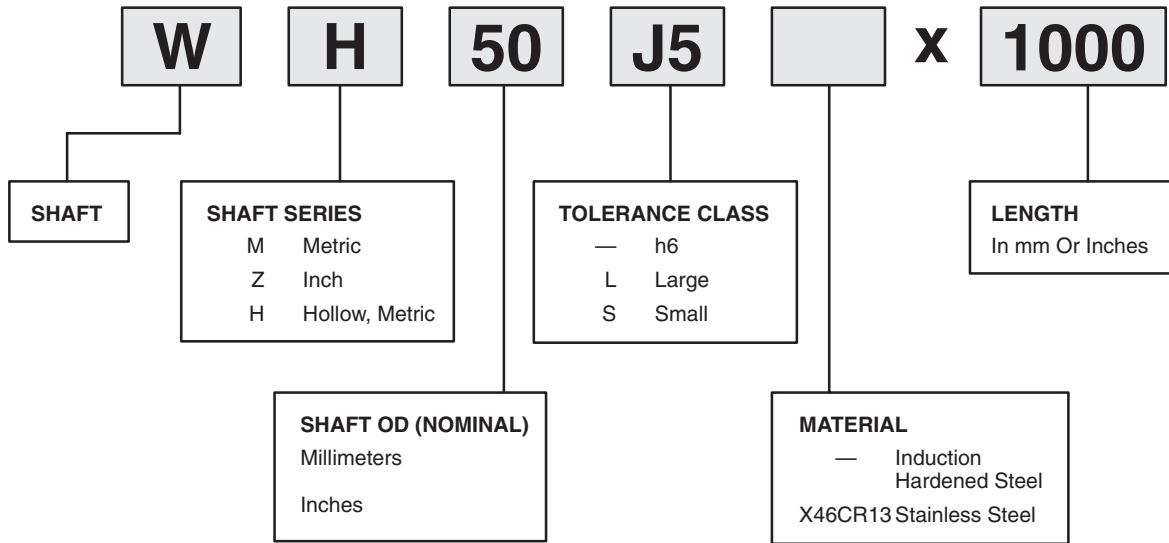 W H 50 J5 x 1000
SHAFT
SHAFT SERIES
M Metric
Z Inch
H Hollow, Metric
TOLERANCE CLASS
— h6
L Large
S Small
LENGTH
In mm Or Inches
SHAFT OD (NOMINAL)
Millimeters
Inches
MATERIAL
— Induction
Hardened Steel
X46CR13 Stainless Steel